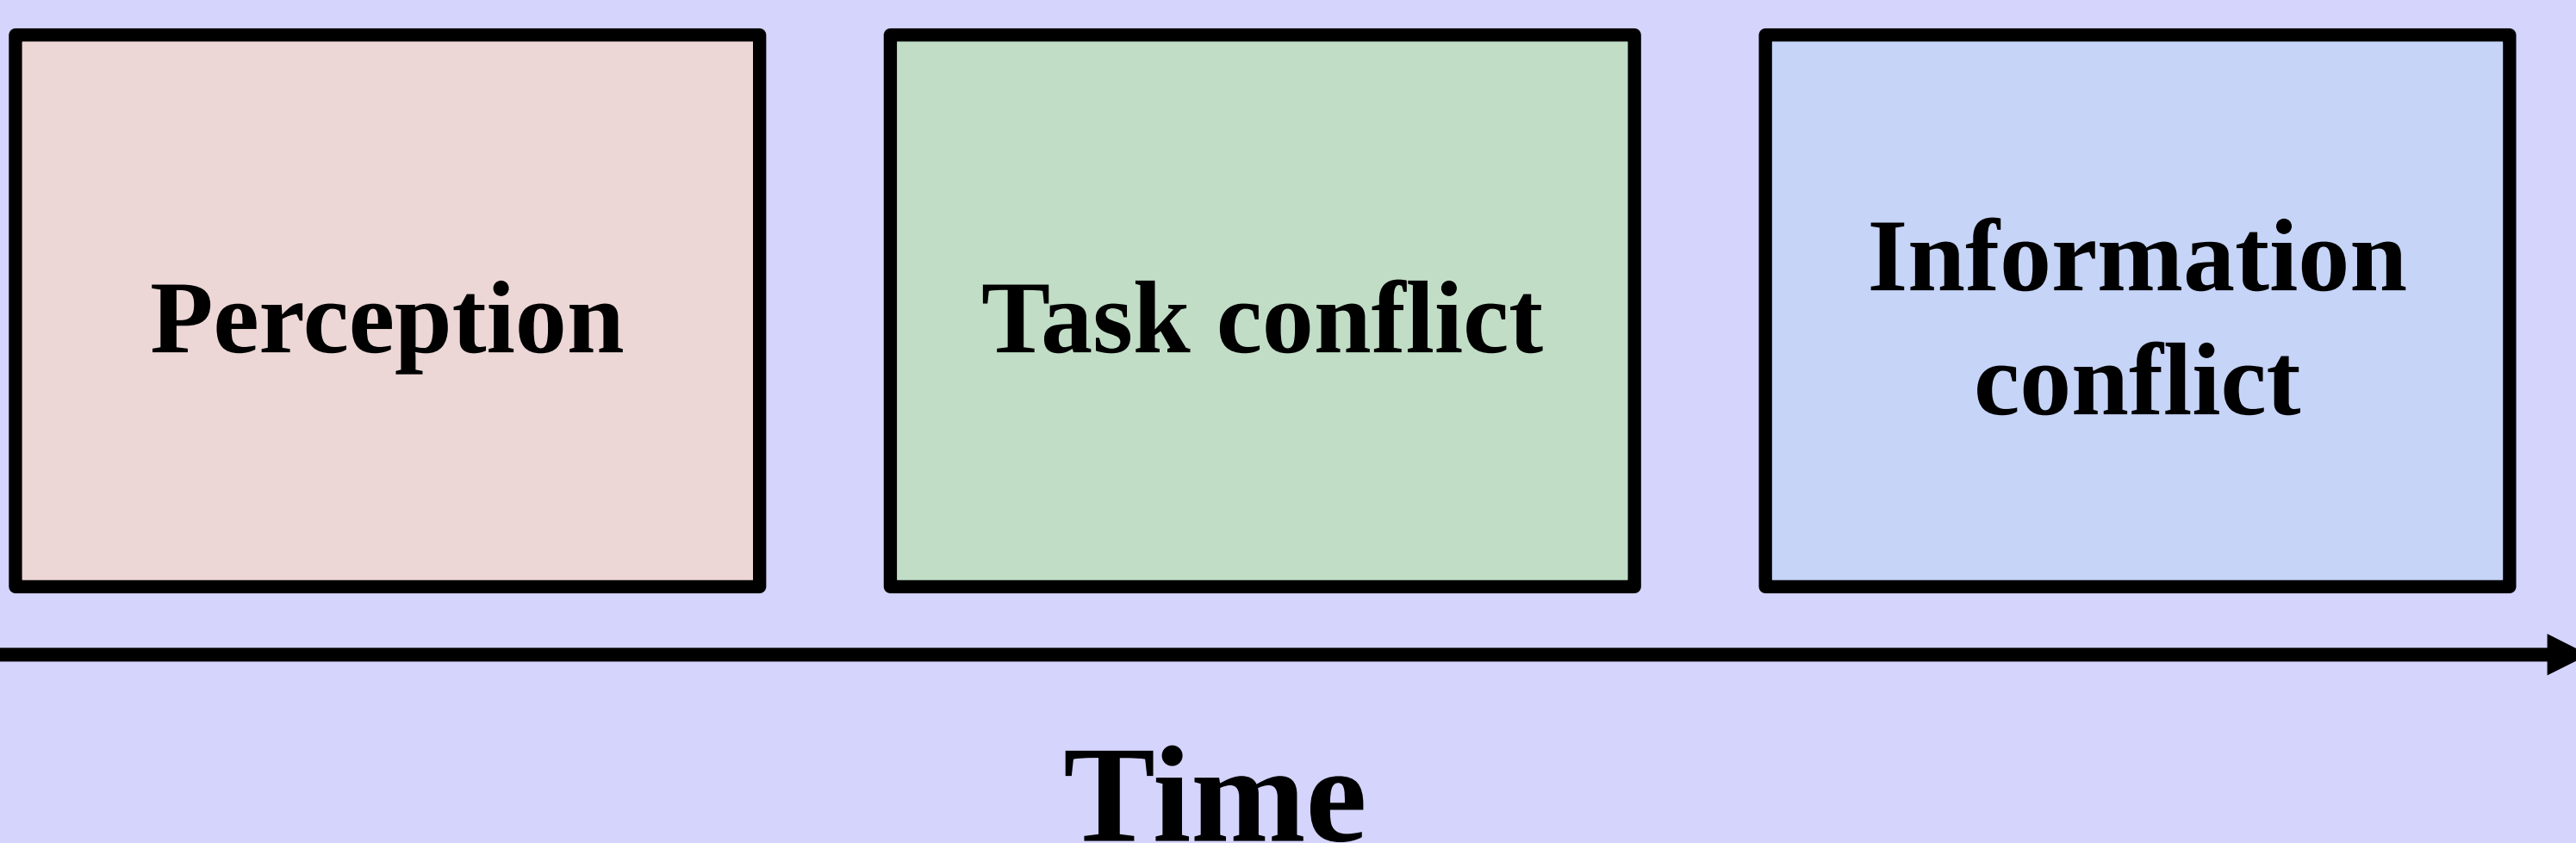 Perception
Task conflict
Information
conflict
Time